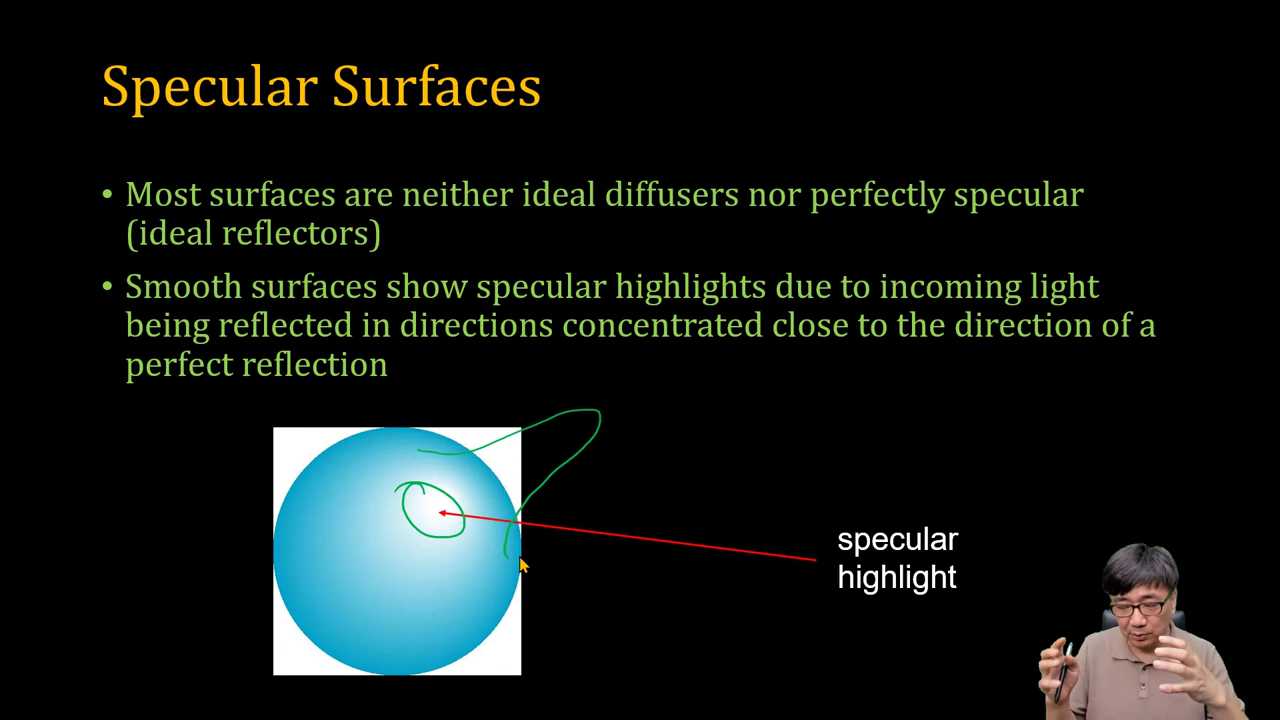 Specular Surfaces
• Most surfaces are neither ideal diffusers nor perfectly specular
(ideal reflectors)
• Smooth surfaces show specular highlights due to incoming light
being reflected in directions concentrated close to the direction of a
perfect reflection
specular
highlight